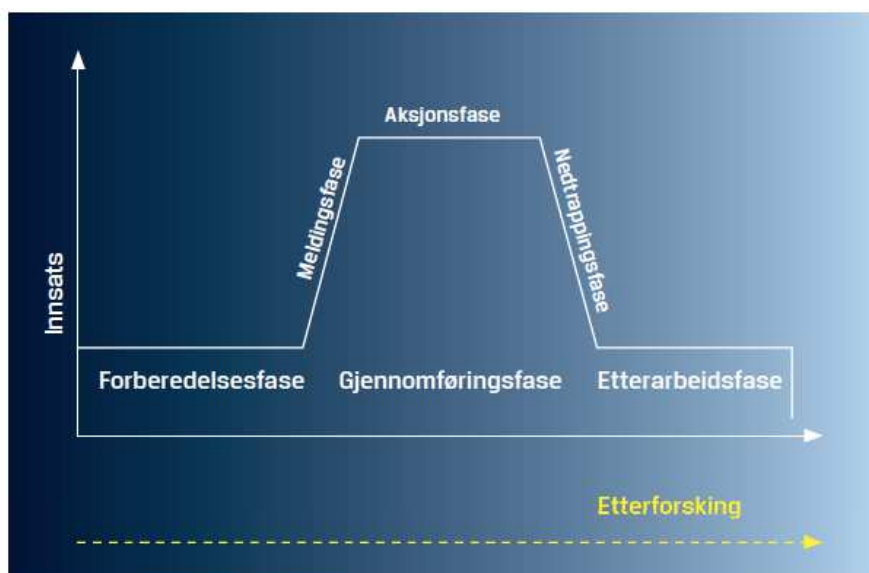 Aksjonsfase
Meldingsfase
Nedtrappingsfase
Innsats
Forberedelsesfase
Gjennomføringsfase
Etterarbeidsfase
Etterforsking